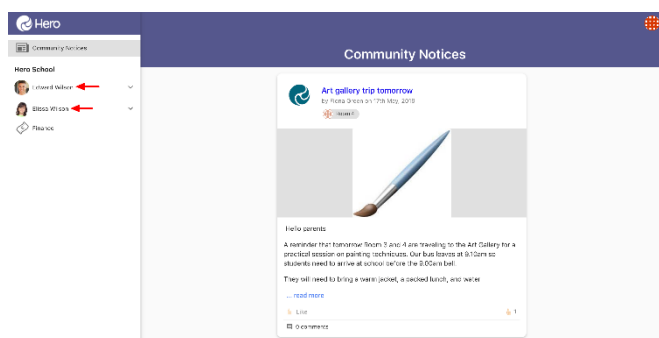 Hero
Community Notices
Hero School
Edward Wilson
Elissa Wilson
Finance
Community Notices
Art gallery trip tomorrow
by Fiona Green on 17th May, 2019
Hello parents
A reminder that tomorrow Room 3 and 4 are traveling to the Art Gallery for a
practical session on painting techniques. Our bus leaves at 9.10am so
students need to arrive at school before the 9.00am bell.
They will need to bring a warm jacket, a packed lunch, and water
... read more
Like
1
0 comments